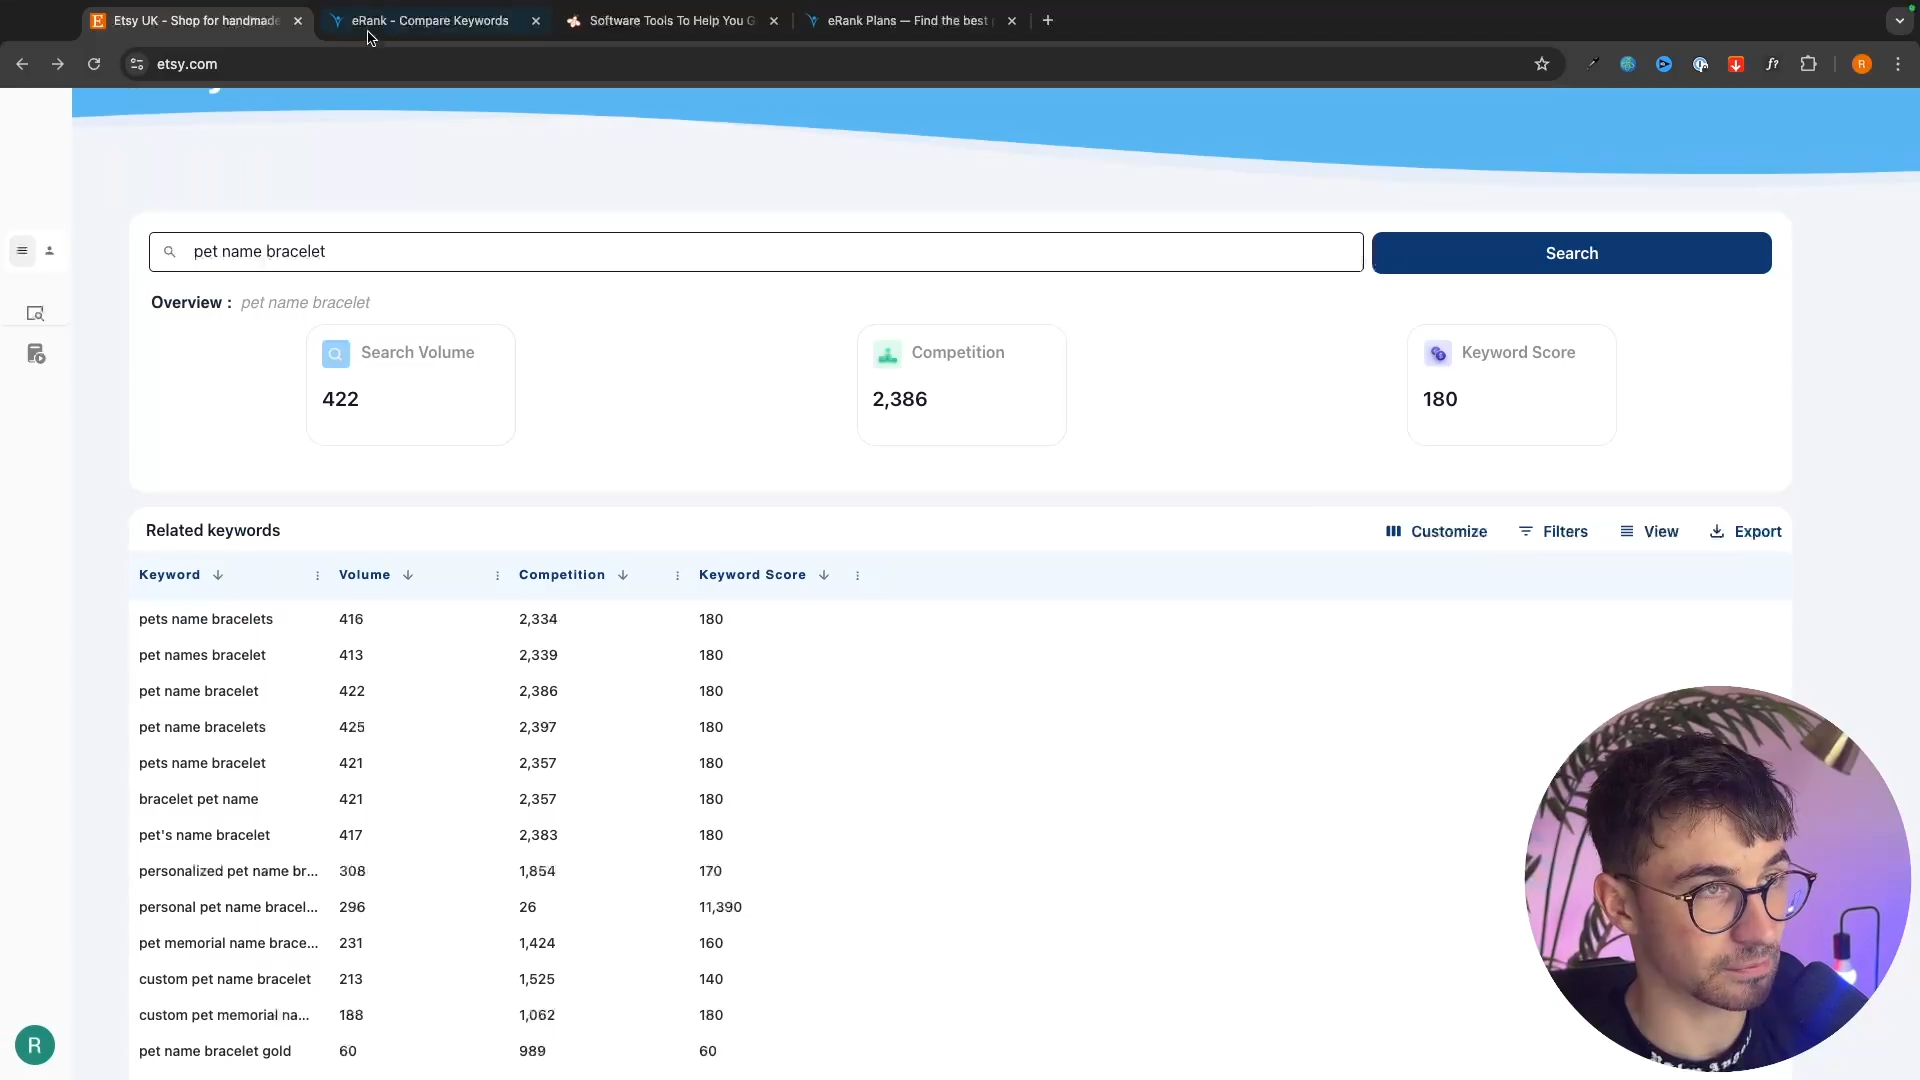 Etsy UK - Shop for handmade
eRank - Compare Keywords
Software Tools To Help You G
eRank Plans — Find the best
etsy.com
R
pet name bracelet
Search
Overview : pet name bracelet
Search Volume
422
Competition
2,386
Keyword Score
180
Related keywords
Customize
Filters
View
Export
Keyword Volume Competition Keyword Score
pets name bracelets 416 2,334 180
pet names bracelet 413 2,339 180
pet name bracelet 422 2,386 180
pet name bracelets 425 2,397 180
pets name bracelet 421 2,357 180
bracelet pet name 421 2,357 180
pet's name bracelet 417 2,383 180
personalized pet name br... 308 1,854 170
personal pet name bracel... 296 26 11,390
pet memorial name brace... 231 1,424 160
custom pet name bracelet 213 1,525 140
custom pet memorial na... 188 1,062 180
pet name bracelet gold 60 989 60
R